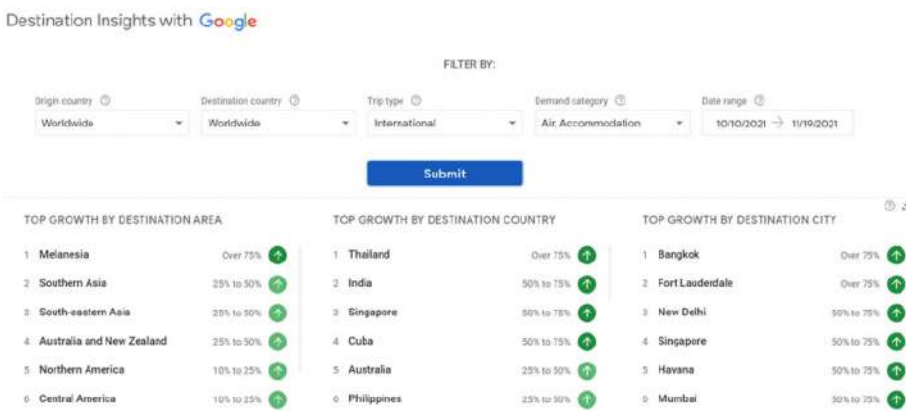 Destination Insights with Google
FILTER BY:
Origin country
Worldwide
Destination country
Worldwide
Trip type
International
Demand category
Air, Accommodation
Date range
10/10/2021 → 11/19/2021
Submit
TOP GROWTH BY DESTINATION AREA
1 Melanesia Over 75%
2 Southern Asia 25% to 50%
3 South-eastern Asia 25% to 50%
4 Australia and New Zealand 25% to 50%
5 Northern America 10% to 25%
6 Central America 10% to 25%
TOP GROWTH BY DESTINATION COUNTRY
1 Thailand Over 75%
2 India 50% to 75%
3 Singapore 50% to 75%
4 Cuba 50% to 75%
5 Australia 25% to 50%
6 Philippines 25% to 50%
TOP GROWTH BY DESTINATION CITY
1 Bangkok Over 75%
2 Fort Lauderdale Over 75%
3 New Delhi 50% to 75%
4 Singapore 50% to 75%
5 Havana 50% to 75%
6 Mumbai 50% to 75%